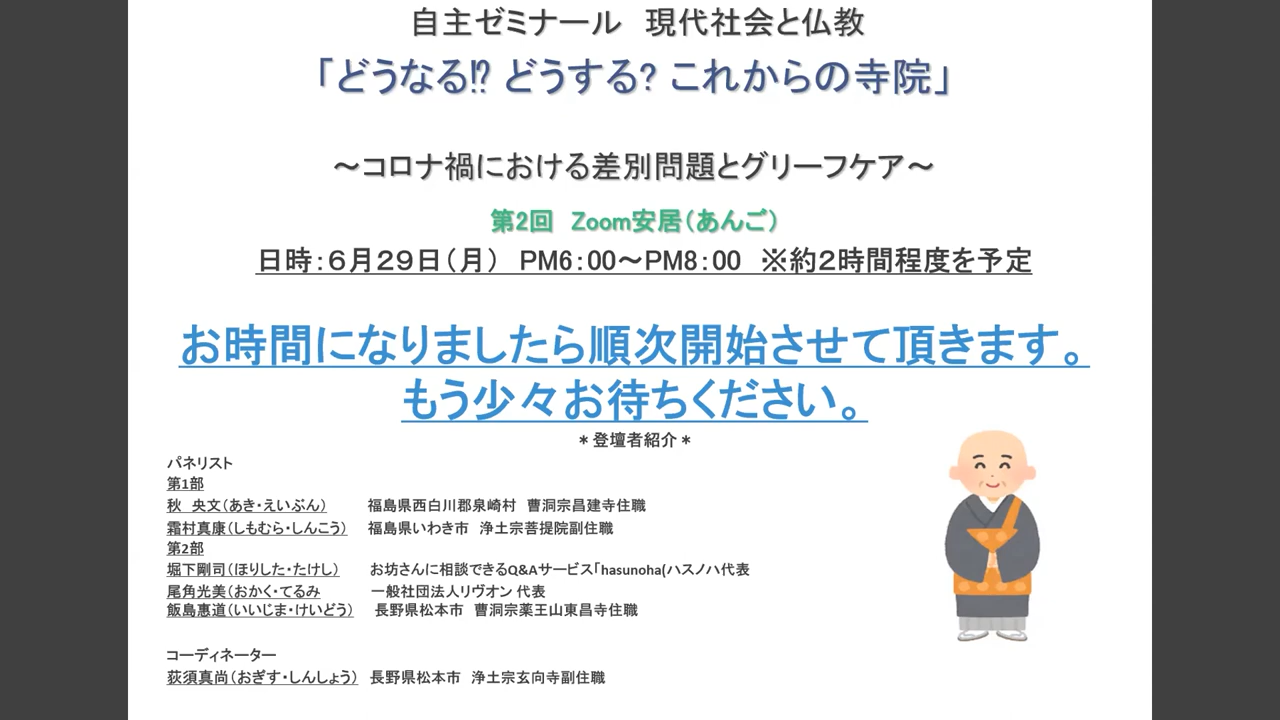 自主ゼミナール　現代社会と仏教
「どうなる⁉ どうする? これからの寺院」
～コロナ禍における差別問題とグリーフケア～
第2回　Zoom安居（あんご）
日時：６月２９日（月）　PM6：00～PM8：00　※約２時間程度を予定
お時間になりましたら順次開始させて頂きます。
もう少々お待ちください。
＊登壇者紹介＊
パネリスト
第1部
秋　央文（あき・えいぶん）　福島県西白川郡泉崎村　曹洞宗昌建寺住職
霜村真康（しもむら・しんこう）　福島県いわき市　浄土宗菩提院副住職
第2部
堀下剛司（ほりした・たけし）　お坊さんに相談できるQ&Aサービス「hasunoha(ハスノハ代表
尾角光美（おかく・てるみ　一般社団法人リヴオン 代表
飯島惠道（いいじま・けいどう）　長野県松本市　曹洞宗薬王山東昌寺住職
コーディネーター
荻須真尚（おぎす・しんしょう）　長野県松本市　浄土宗玄向寺副住職